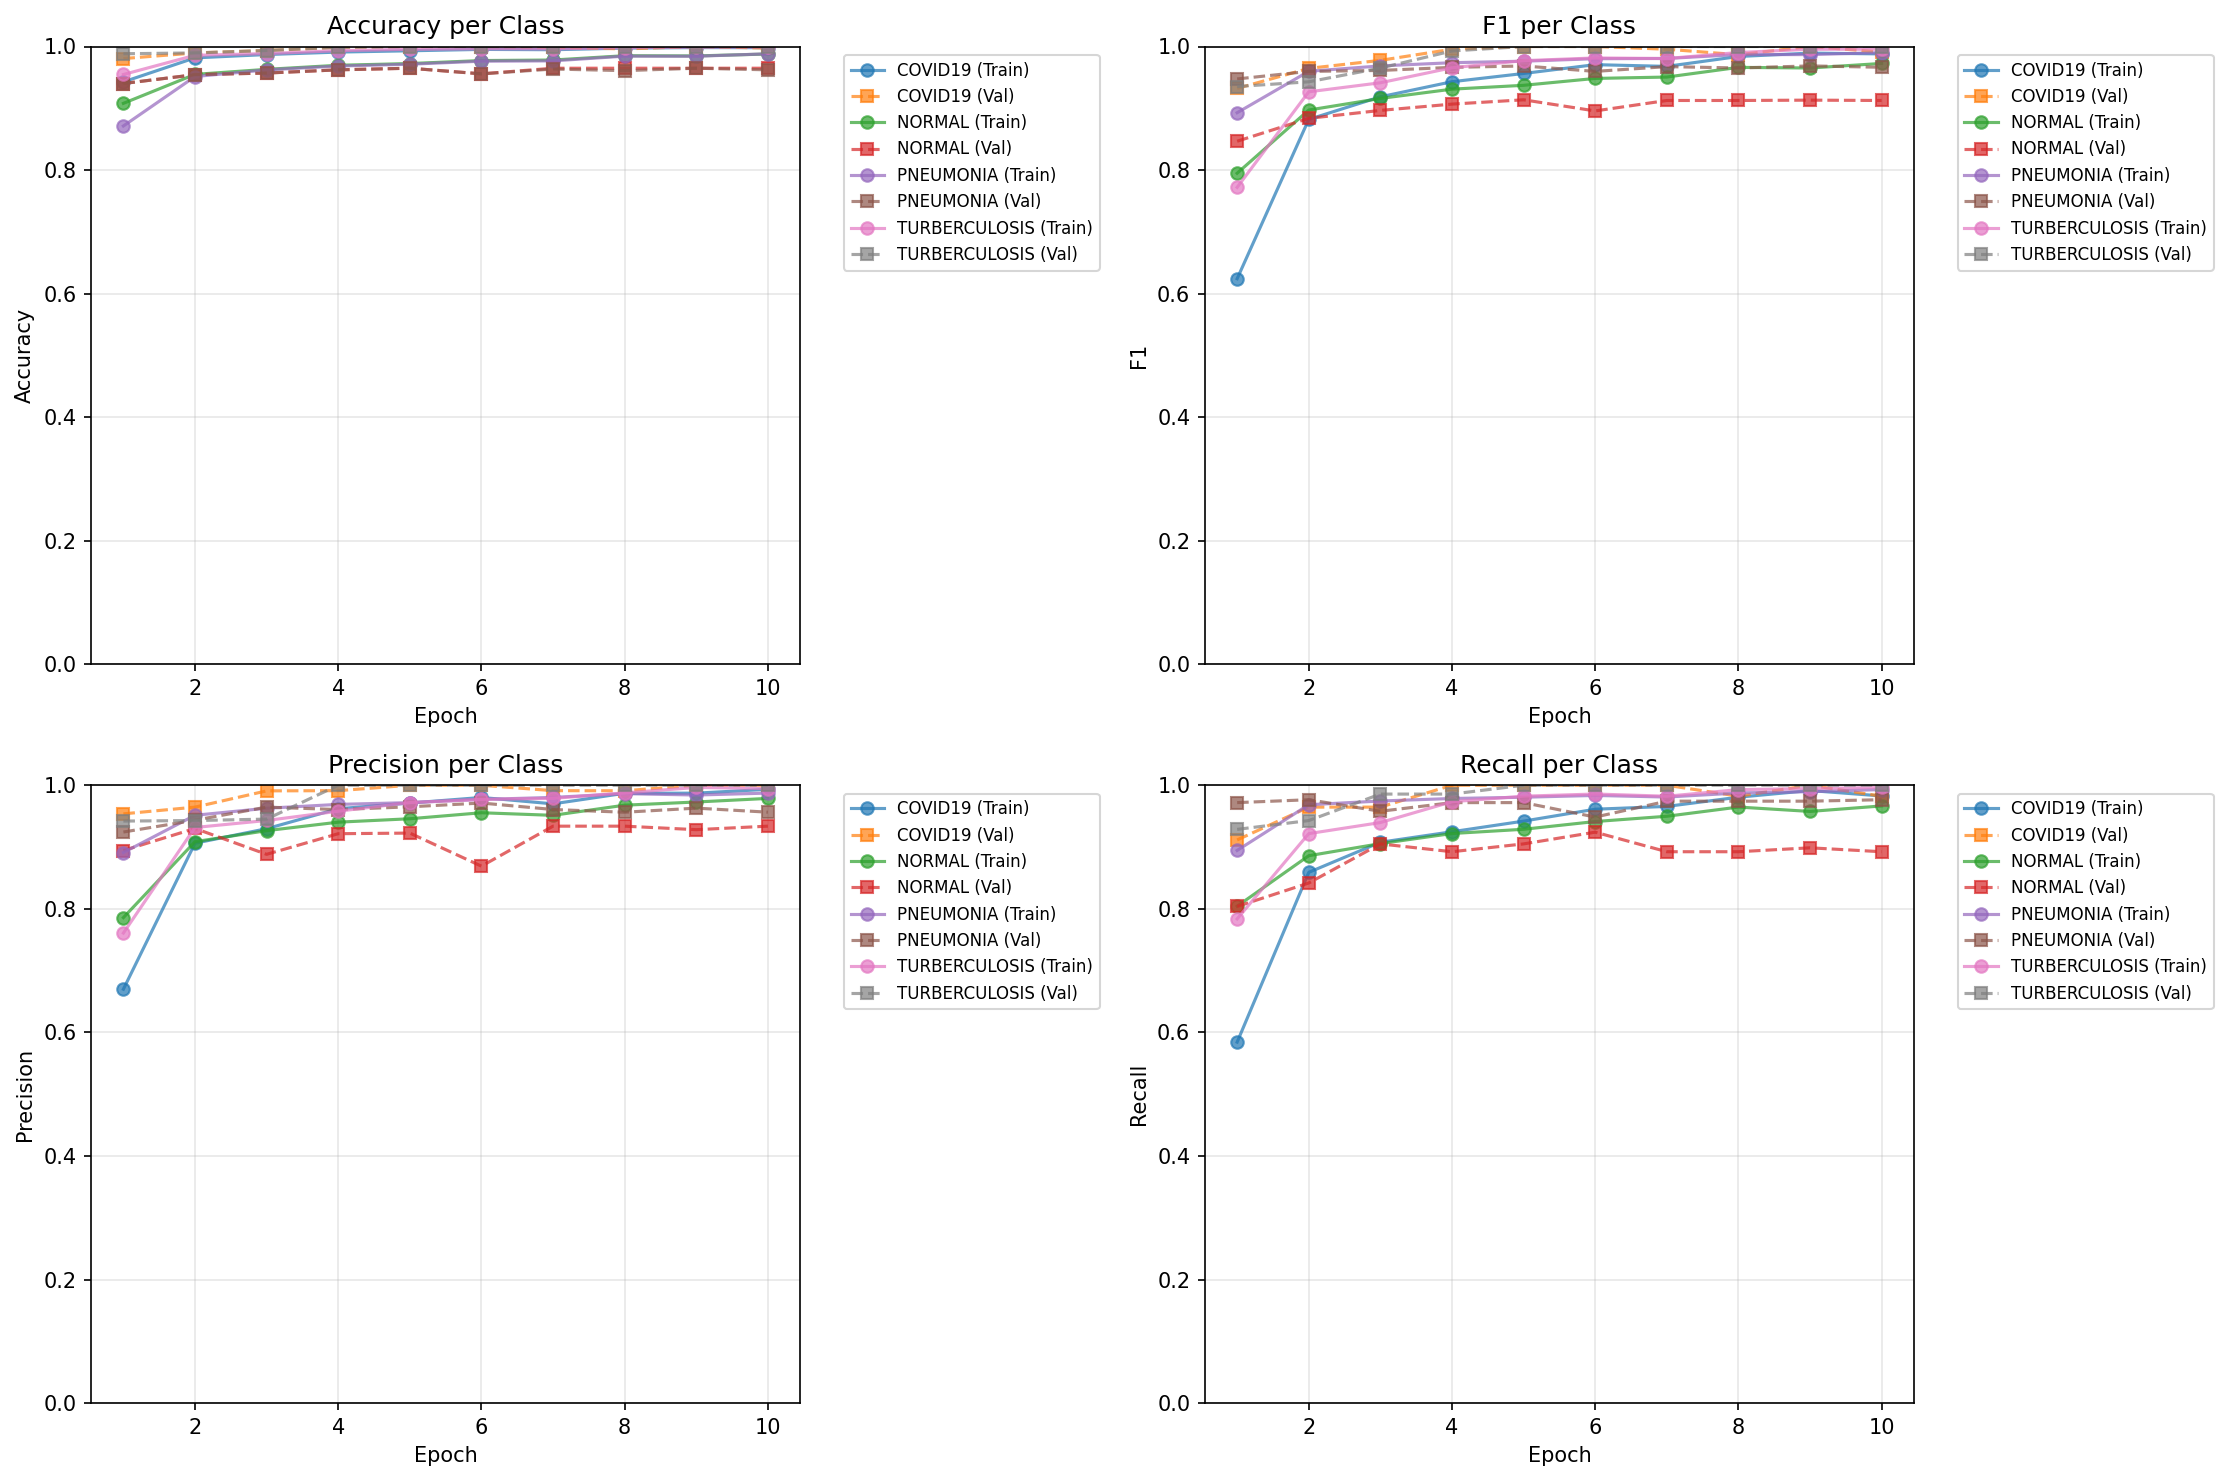 Accuracy per Class
1.0
0.8
0.6
0.4
0.2
0.0
Accuracy
2 4 6 8 10
Epoch
COVID19 (Train)
COVID19 (Val)
NORMAL (Train)
NORMAL (Val)
PNEUMONIA (Train)
PNEUMONIA (Val)
TURBERCULOSIS (Train)
TURBERCULOSIS (Val)
F1 per Class
1.0
0.8
0.6
0.4
0.2
0.0
F1
2 4 6 8 10
Epoch
COVID19 (Train)
COVID19 (Val)
NORMAL (Train)
NORMAL (Val)
PNEUMONIA (Train)
PNEUMONIA (Val)
TURBERCULOSIS (Train)
TURBERCULOSIS (Val)
Precision per Class
1.0
0.8
0.6
0.4
0.2
0.0
Precision
2 4 6 8 10
Epoch
COVID19 (Train)
COVID19 (Val)
NORMAL (Train)
NORMAL (Val)
PNEUMONIA (Train)
PNEUMONIA (Val)
TURBERCULOSIS (Train)
TURBERCULOSIS (Val)
Recall per Class
1.0
0.8
0.6
0.4
0.2
0.0
Recall
2 4 6 8 10
Epoch
COVID19 (Train)
COVID19 (Val)
NORMAL (Train)
NORMAL (Val)
PNEUMONIA (Train)
PNEUMONIA (Val)
TURBERCULOSIS (Train)
TURBERCULOSIS (Val)